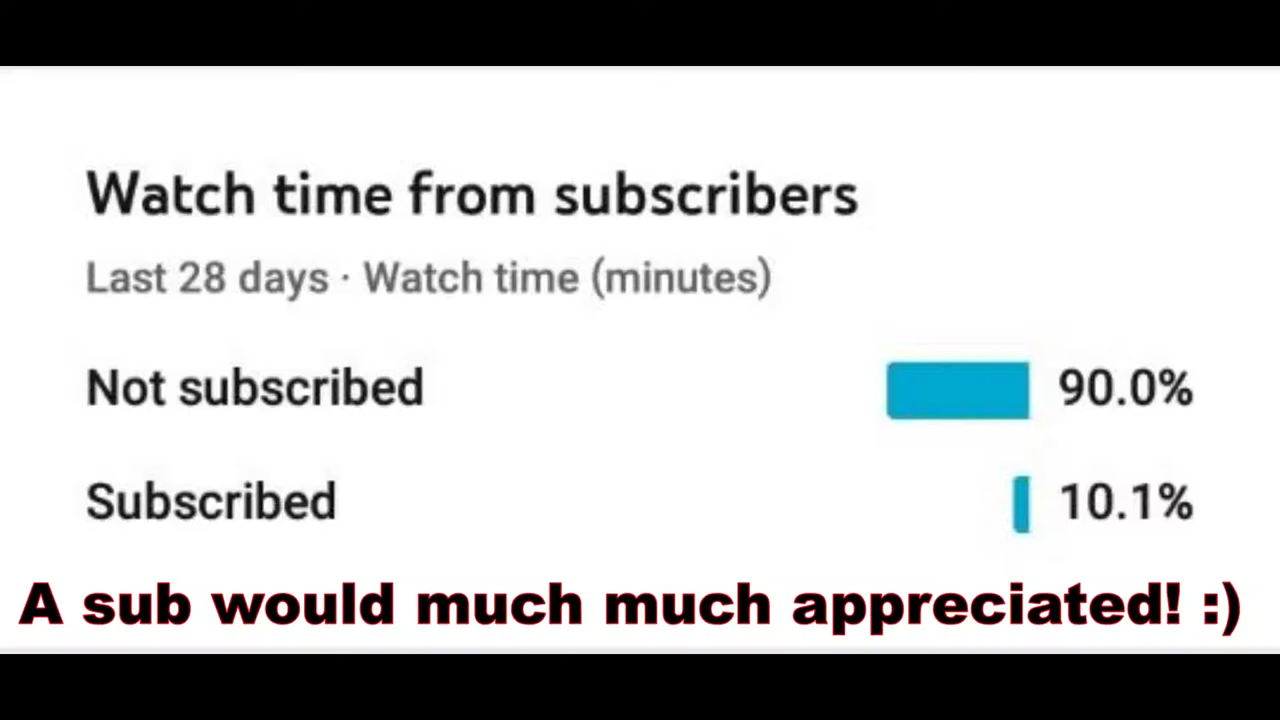 Watch time from subscribers
Last 28 days · Watch time (minutes)
Not subscribed 90.0%
Subscribed 10.1%
A sub would much much appreciated! :)